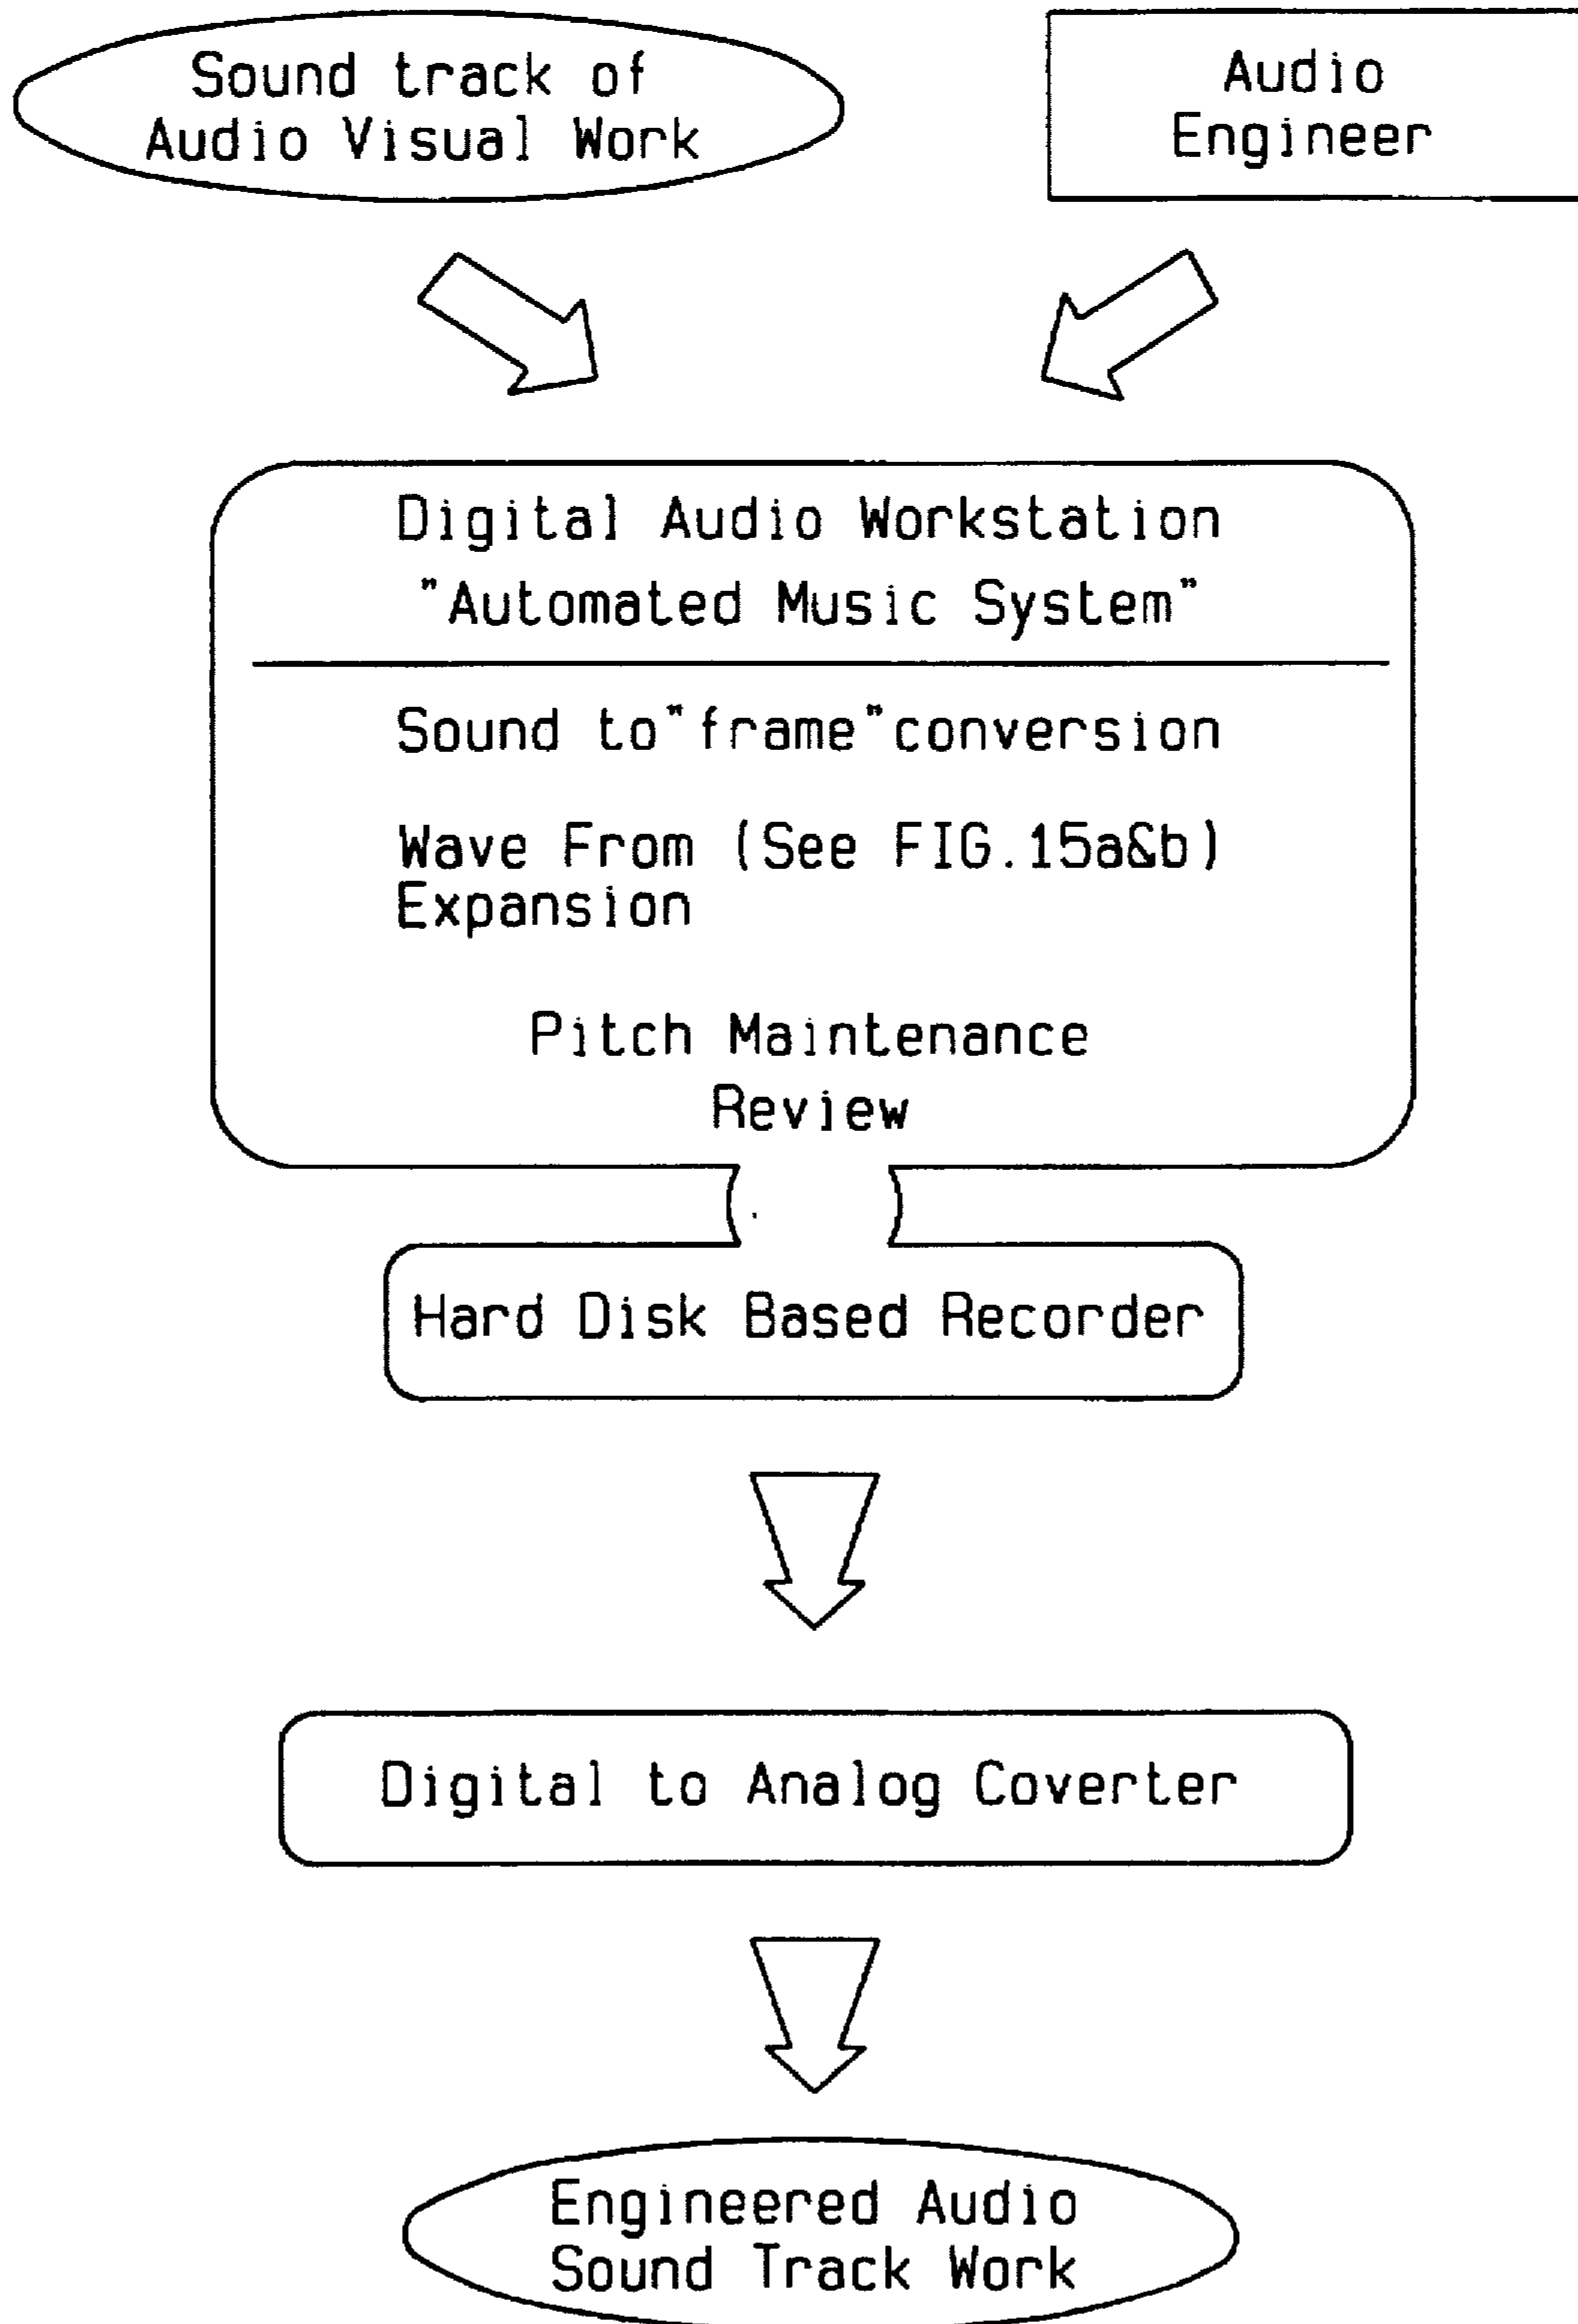 Sound track of
Audio Visual Work
Audio
Engineer
Digital Audio Workstation
"Automated Music System"
Sound to"frame"conversion
Wave From (See FIG.15a&b)
Expansion
Pitch Maintenance
Review
Hard Disk Based Recorder
Digital to Analog Coverter
Engineered Audio
Sound Track Work